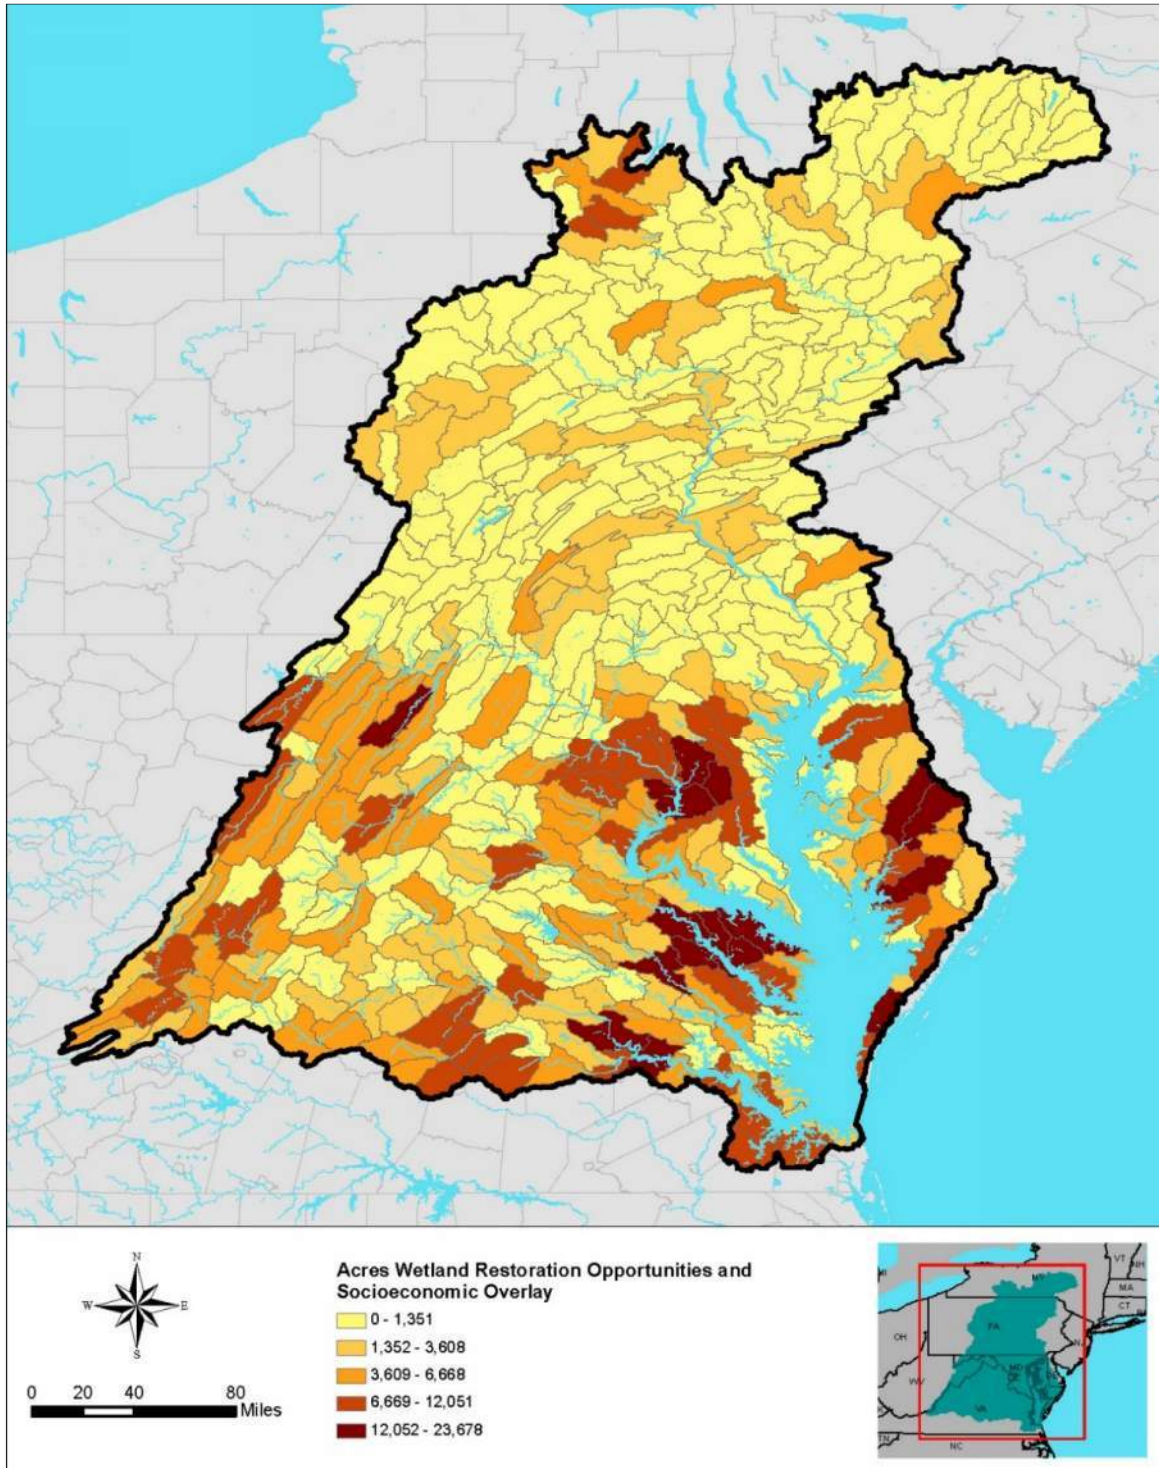 N
W
E
S
0 20 40 80
Miles
Acres Wetland Restoration Opportunities and
Socioeconomic Overlay
0 - 1,351
1,352 - 3,608
3,609 - 6,668
6,669 - 12,051
12,052 - 23,678
VT
NH
MA
CT
PA
OH
MD
WV
VA
NC
TN